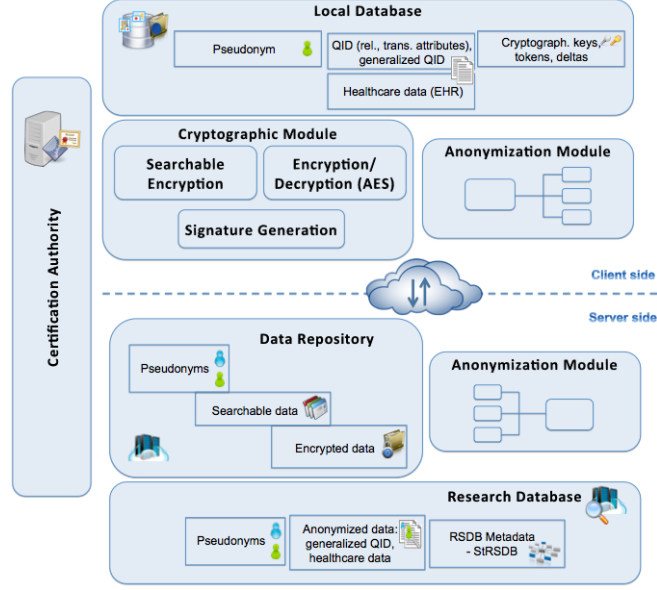 Local Database
Pseudonym
QID (rel., trans. attributes),
generalized QID
Cryptograph. keys,
tokens, deltas
Healthcare data (EHR)
Certification Authority
Cryptographic Module
Searchable
Encryption
Encryption/
Decryption (AES)
Signature Generation
Anonymization Module
Client side
Server side
Data Repository
Pseudonyms
Searchable data
Encrypted data
Anonymization Module
Research Database
Pseudonyms
Anonymized data:
generalized QID,
healthcare data
RSDB Metadata
- StRSDB